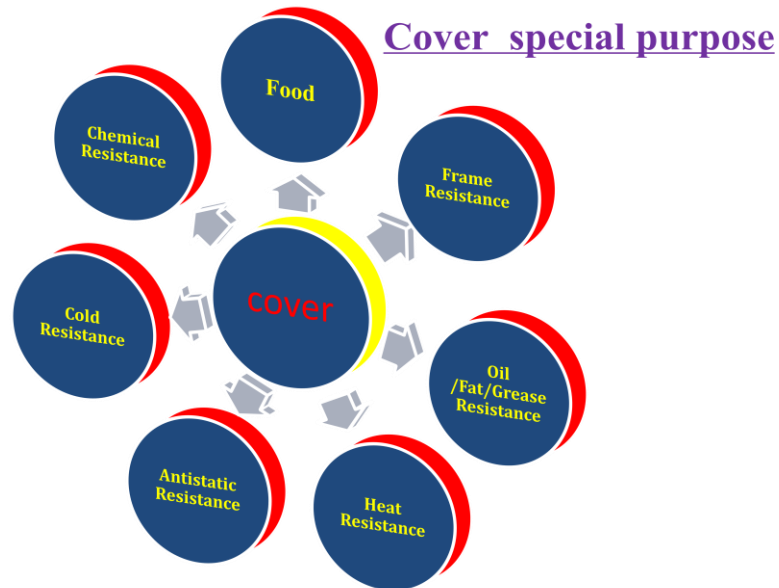 Cover special purpose
Food
Frame
Resistance
Oil
/Fat/Grease
Resistance
Heat
Resistance
Antistatic
Resistance
Cold
Resistance
Chemical
Resistance
cover